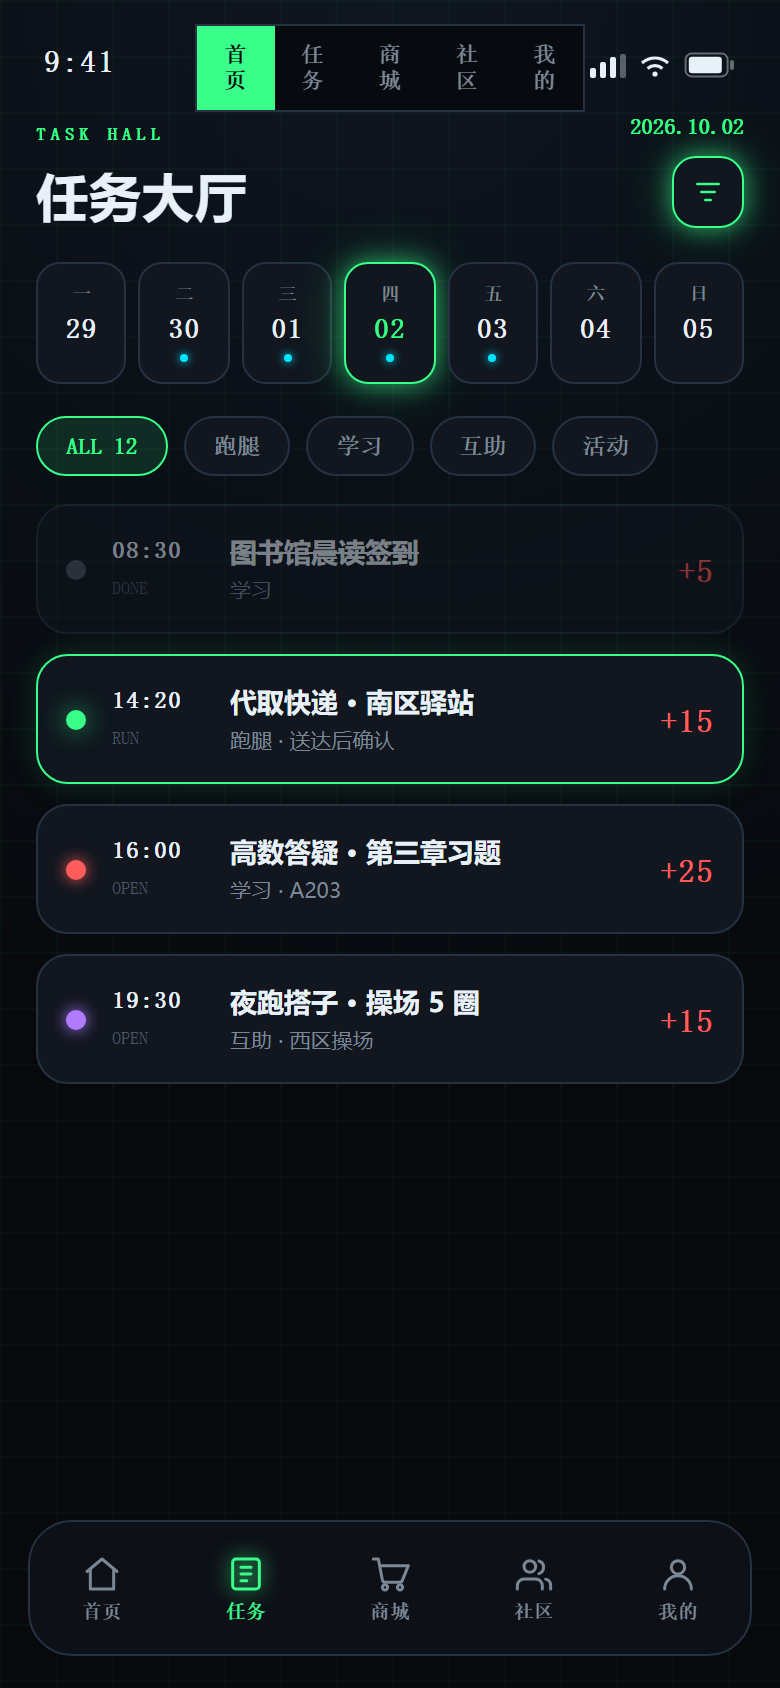 9:41
首页 任务 商城 社区 我的
TASK HALL
2026.10.02
任务大厅
一 二 三 四 五 六 日
29 30 01 02 03 04 05
ALL 12 跑腿 学习 互助 活动
08:30 图书馆晨读签到
DONE 学习
+5
14:20 代取快递 • 南区驿站
RUN 跑腿 · 送达后确认
+15
16:00 高数答疑 • 第三章习题
OPEN 学习 · A203
+25
19:30 夜跑搭子 • 操场 5 圈
OPEN 互助 · 西区操场
+15
首页 任务 商城 社区 我的